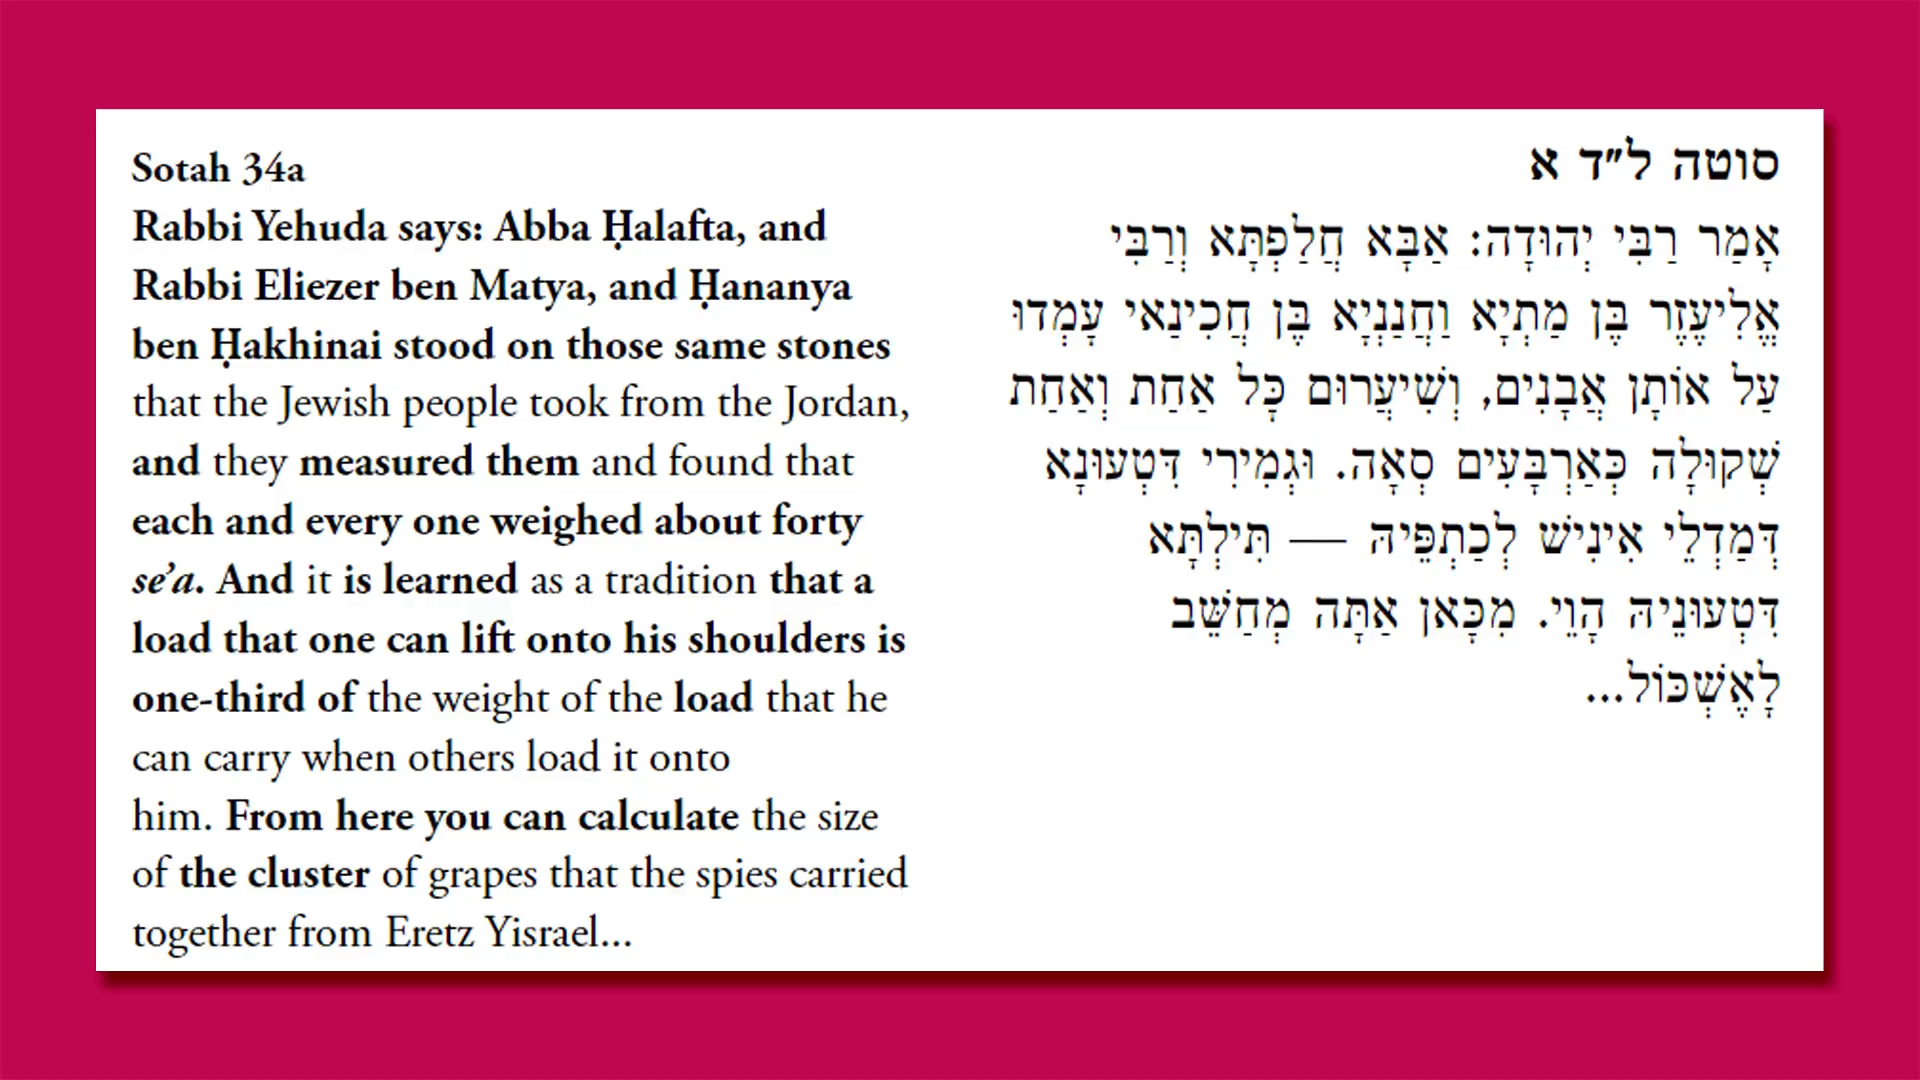 Sotah 34a
Rabbi Yehuda says: Abba Ḥalafta, and
Rabbi Eliezer ben Matya, and Ḥananya
ben Ḥakhinai stood on those same stones
that the Jewish people took from the Jordan,
and they measured them and found that
each and every one weighed about forty
se’a. And it is learned as a tradition that a
load that one can lift onto his shoulders is
one-third of the weight of the load that he
can carry when others load it onto
him. From here you can calculate the size
of the cluster of grapes that the spies carried
together from Eretz Yisrael...
סוטה ל״ד א
אָמַר רַבִּי יְהוּדָה: אַבָּא חֲלַפְתָּא וְרַבִּי
אֱלִיעֶזֶר בֶּן מַתְיָא וַחֲנַנְיָא בֶּן חֲכִינַאי עָמְדוּ
עַל אוֹתָן אֲבָנִים, וְשִׁיעֲרוּם כׇּל אַחַת וְאַחַת
שְׁקוּלָה כְּאַרְבָּעִים סְאָה. וּגְמִירִי דִּטְעוּנָא
דְּמַדְלֵי אִינִישׁ לְכַתְפֵּיהּ — תִּילְתָּא
דִּטְעוּנֵיהּ הָוֵי. מִכָּאן אַתָּה מְחַשֵּׁב
לָאֶשְׁכּוֹל...